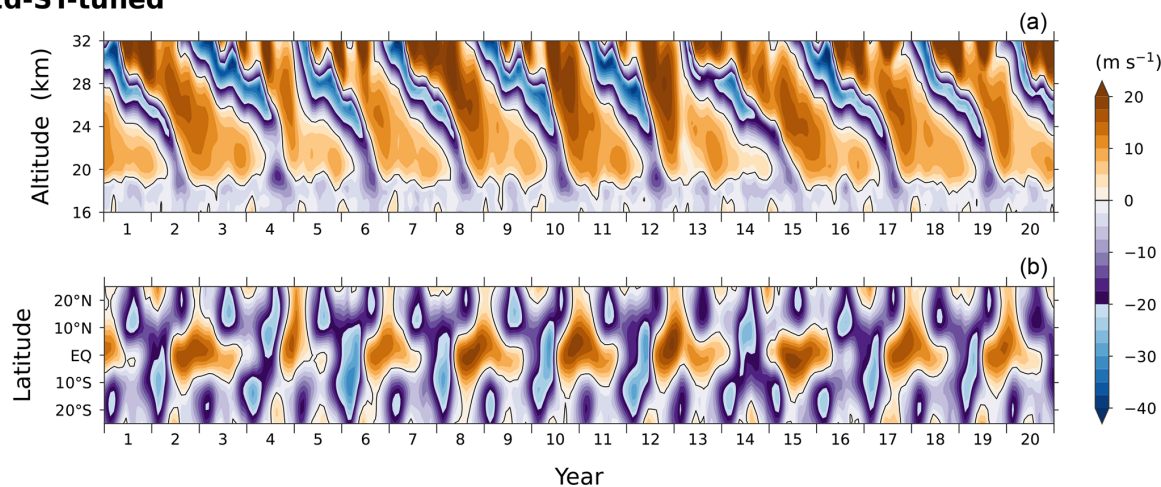 d-ST-tuned
(a)
(m s⁻¹)
Altitude (km)
32
28
24
20
16
1 2 3 4 5 6 7 8 9 10 11 12 13 14 15 16 17 18 19 20
20
10
0
−10
−20
−30
−40
(b)
Latitude
20°N
10°N
EQ
10°S
20°S
1 2 3 4 5 6 7 8 9 10 11 12 13 14 15 16 17 18 19 20
Year